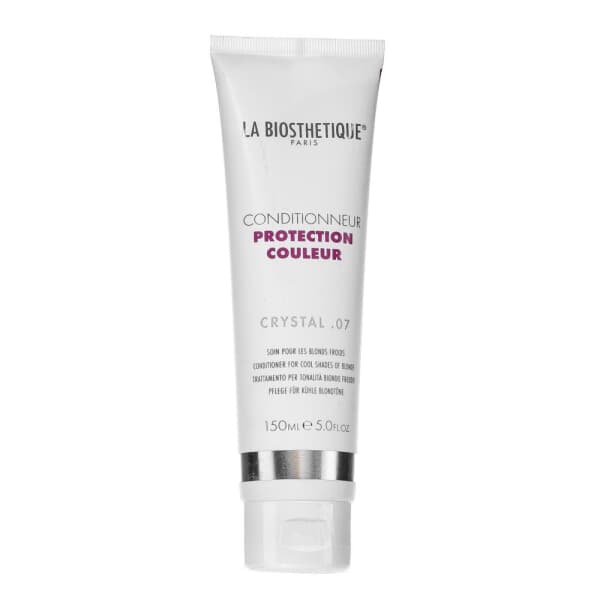 LA BIOSTHETIQUE®
PARIS
CONDITIONNEUR
PROTECTION
COULEUR
CRYSTAL .07
SOIN POUR LES BLONDS FROIDS
CONDITIONER FOR COOL SHADES OF BLONDE
TRATTAMENTO PER TONALITÀ BIONDO FREDDO
PFLEGE FÜR KÜHLE BLONDTÖNE
150ML ℮ 5.0FL.OZ